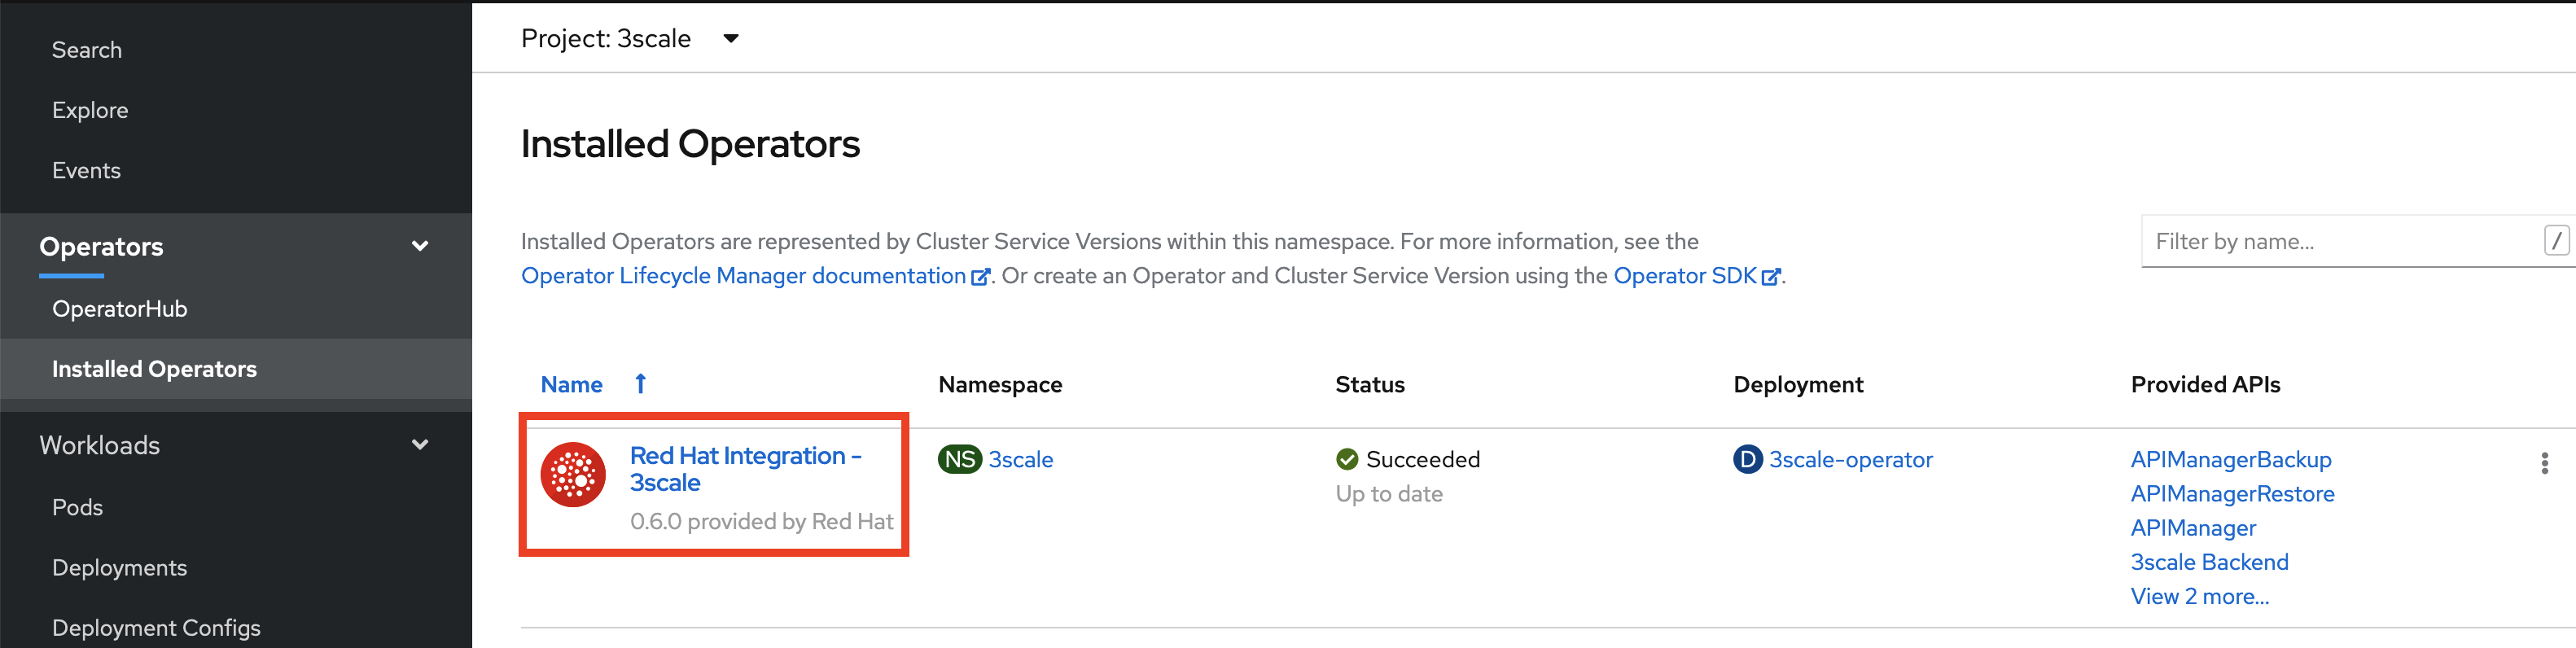 Search
Explore
Events
Operators
OperatorHub
Installed Operators
Workloads
Pods
Deployments
Deployment Configs
Project: 3scale
Installed Operators
Installed Operators are represented by Cluster Service Versions within this namespace. For more information, see the
Operator Lifecycle Manager documentation. Or create an Operator and Cluster Service Version using the Operator SDK.
Filter by name...
/
Name
Namespace
Status
Deployment
Provided APIs
Red Hat Integration -
3scale
0.6.0 provided by Red Hat
NS 3scale
Succeeded
Up to date
D 3scale-operator
APIManagerBackup
APIManagerRestore
APIManager
3scale Backend
View 2 more...